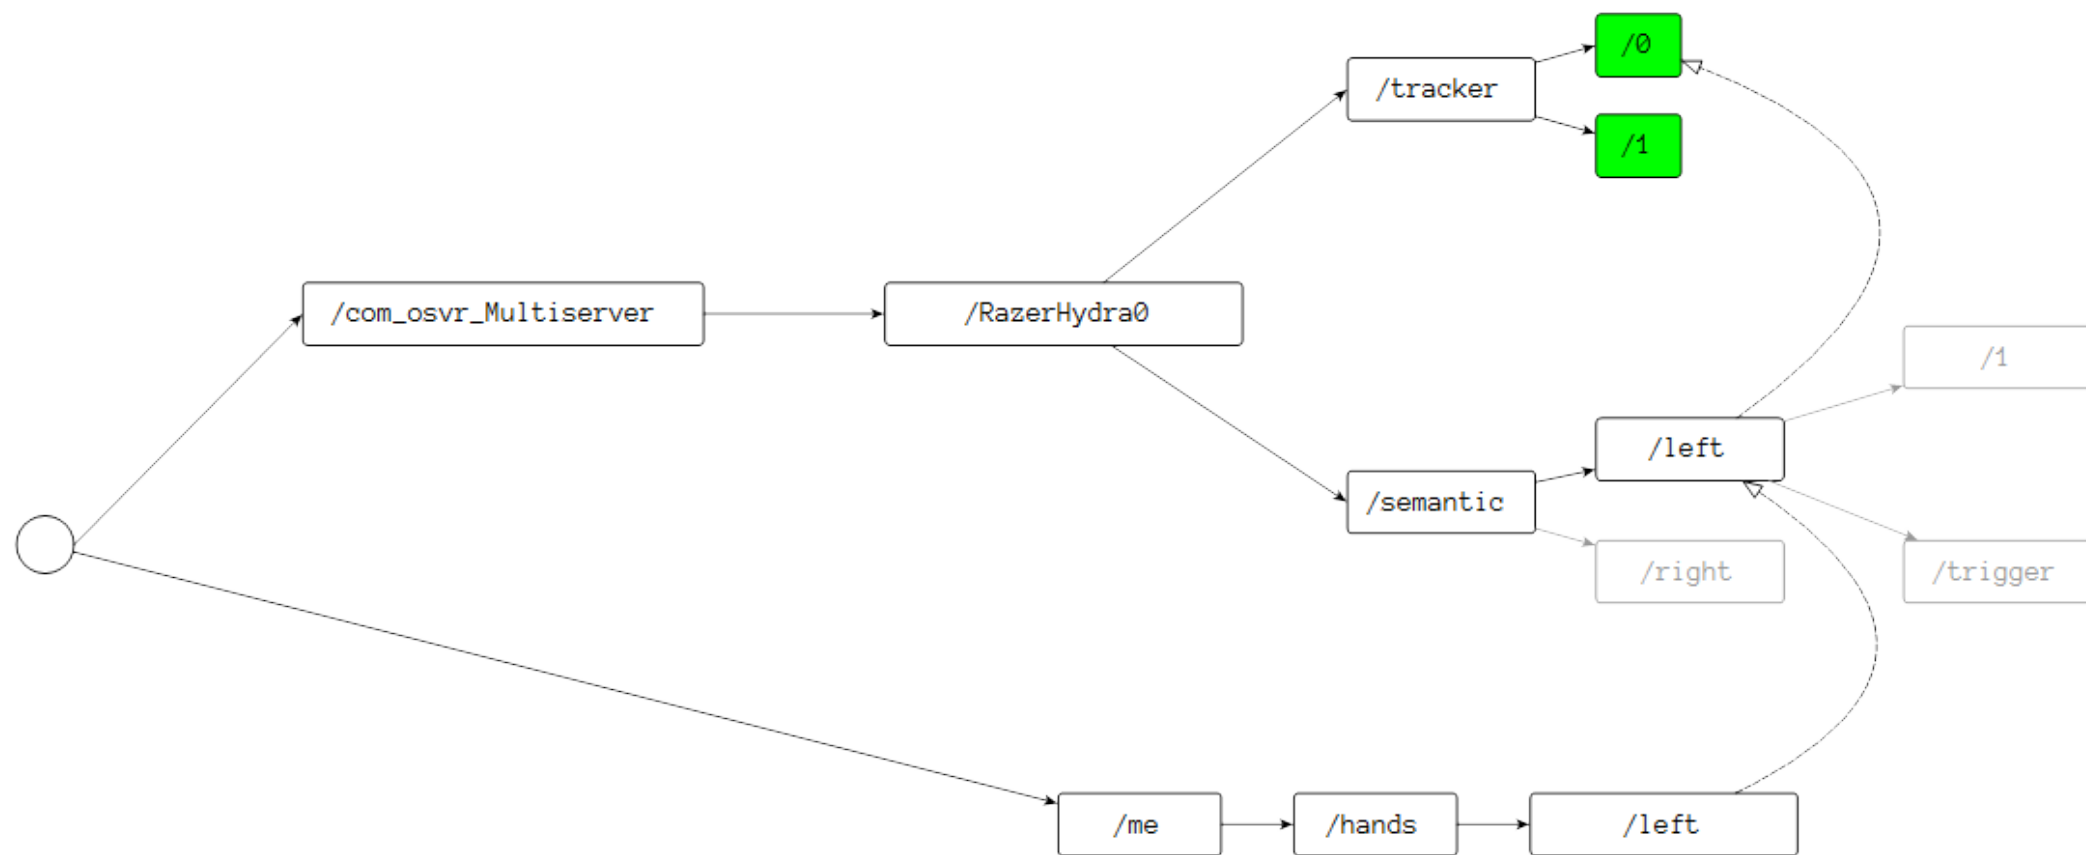 /0
/tracker
/1
/com_osvr_Multiserver
/RazerHydra0
/1
/left
/semantic
/right
/trigger
/me
/hands
/left